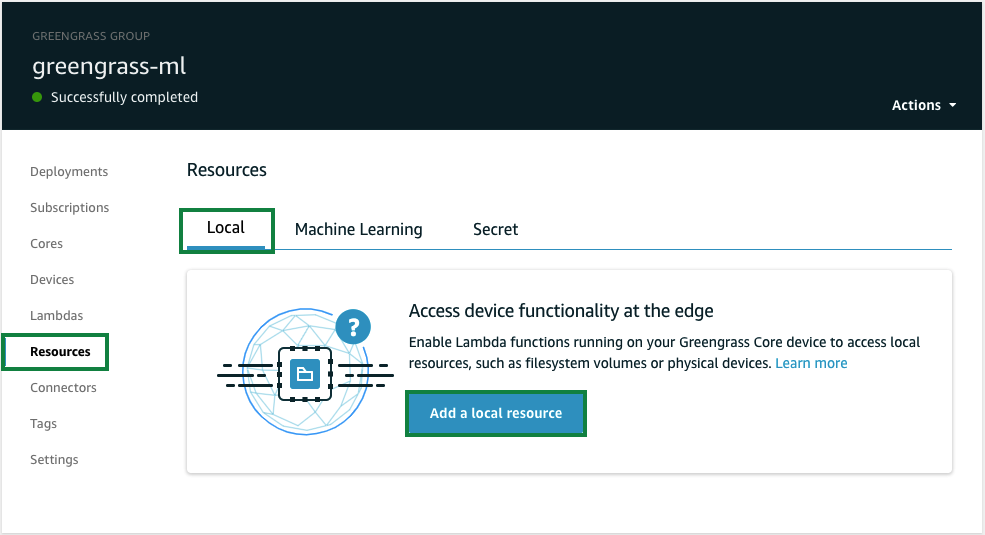 GREENGRASS GROUP
greengrass-ml
Successfully completed
Actions
Deployments
Subscriptions
Cores
Devices
Lambdas
Resources
Connectors
Tags
Settings
Resources
Local Machine Learning Secret
?
Access device functionality at the edge
Enable Lambda functions running on your Greengrass Core device to access local
resources, such as filesystem volumes or physical devices. Learn more
Add a local resource